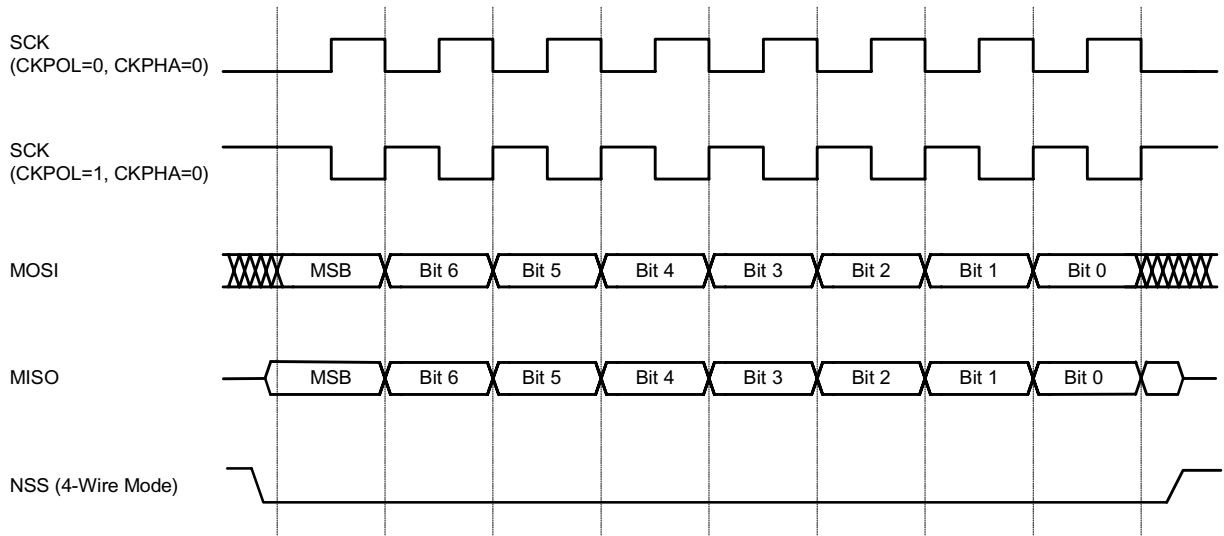 SCK
(CKPOL=0, CKPHA=0)
SCK
(CKPOL=1, CKPHA=0)
MOSI MSB Bit 6 Bit 5 Bit 4 Bit 3 Bit 2 Bit 1 Bit 0
MISO MSB Bit 6 Bit 5 Bit 4 Bit 3 Bit 2 Bit 1 Bit 0
NSS (4-Wire Mode)